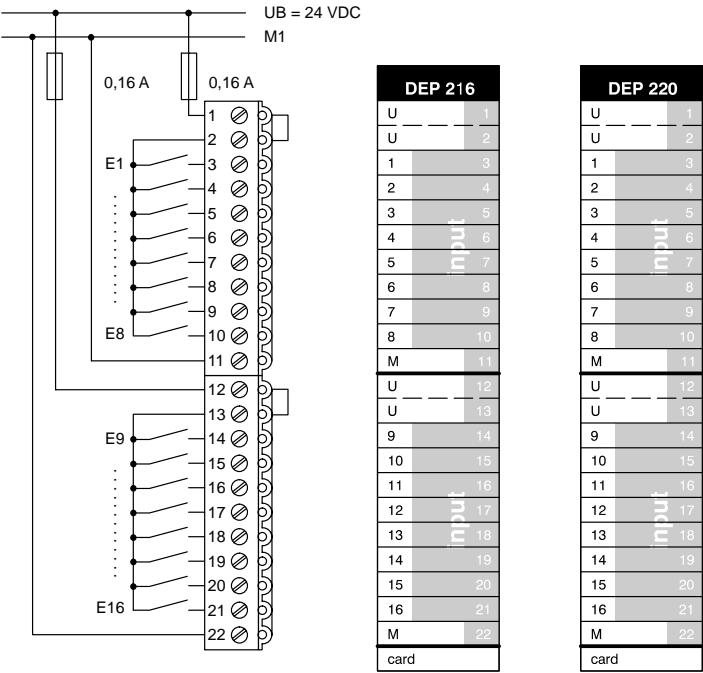 UB = 24 VDC
M1
0,16 A 0,16 A
1
2
E1 3
4
5
6
7
8
9
E8 10
11
12
13
E9 14
15
16
17
18
19
20
E16 21
22
DEP 216
U 1
U 2
1 3
2 4
3 5
4 6
5 7
6 8
7 9
8 10
input
M 11
U 12
U 13
9 14
10 15
11 16
12 17
13 18
14 19
15 20
16 21
input
M 22
card
DEP 220
U 1
U 2
1 3
2 4
3 5
4 6
5 7
6 8
7 9
8 10
input
M 11
U 12
U 13
9 14
10 15
11 16
12 17
13 18
14 19
15 20
16 21
input
M 22
card